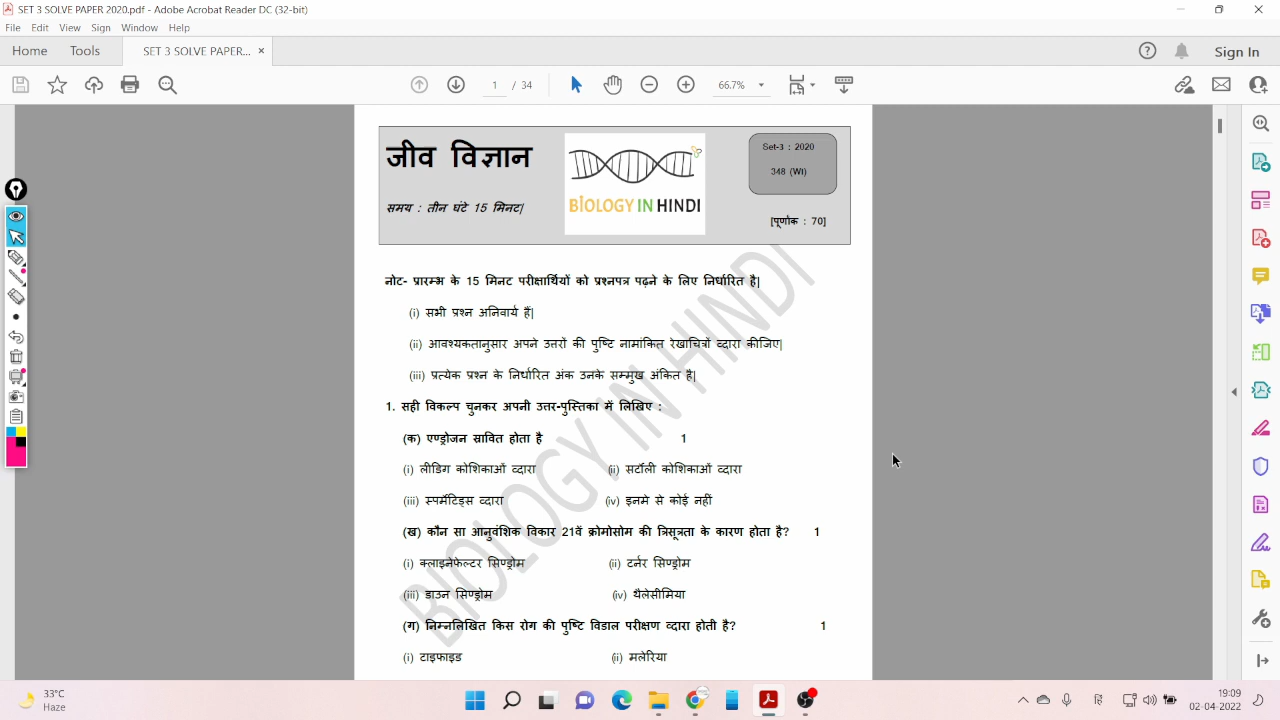 SET 3 SOLVE PAPER 2020.pdf - Adobe Acrobat Reader DC (32-bit)
File Edit View Sign Window Help
Home Tools SET 3 SOLVE PAPER... × Sign In
1 / 34 66.7%
जीव विज्ञान
समय : तीन घंटे 15 मिनट|
BIOLOGY IN HINDI
Set-3 : 2020
348 (WI)
[पूर्णांक : 70]
नोट- प्रारम्भ के 15 मिनट परीक्षार्थियों को प्रश्नपत्र पढ़ने के लिए निर्धारित है|
(i) सभी प्रश्न अनिवार्य हैं|
(ii) आवश्यकतानुसार अपने उत्तरों की पुष्टि नामांकित रेखाचित्रों व्दारा कीजिए|
(iii) प्रत्येक प्रश्न के निर्धारित अंक उनके सम्मुख अंकित है|
1. सही विकल्प चुनकर अपनी उत्तर-पुस्तिका में लिखिए :
(क) एण्ड्रोजन स्रावित होता है 1
(i) लीडिग कोशिकाओं व्दारा (ii) सर्टोली कोशिकाओं व्दारा
(iii) स्पर्मेटिड्स व्दारा (iv) इनमे से कोई नहीं
(ख) कौन सा आनुवंशिक विकार 21वें क्रोमोसोम की त्रिसूत्रता के कारण होता है? 1
(i) क्लाइनेफेल्टर सिण्ड्रोम (ii) टर्नर सिण्ड्रोम
(iii) डाउन सिण्ड्रोम (iv) थैलेसीमिया
(ग) निम्नलिखित किस रोग की पुष्टि विडाल परीक्षण व्दारा होती है? 1
(i) टाइफाइड (ii) मलेरिया
BIOLOGY IN HINDI
33°C
Haze
19:09
02-04-2022